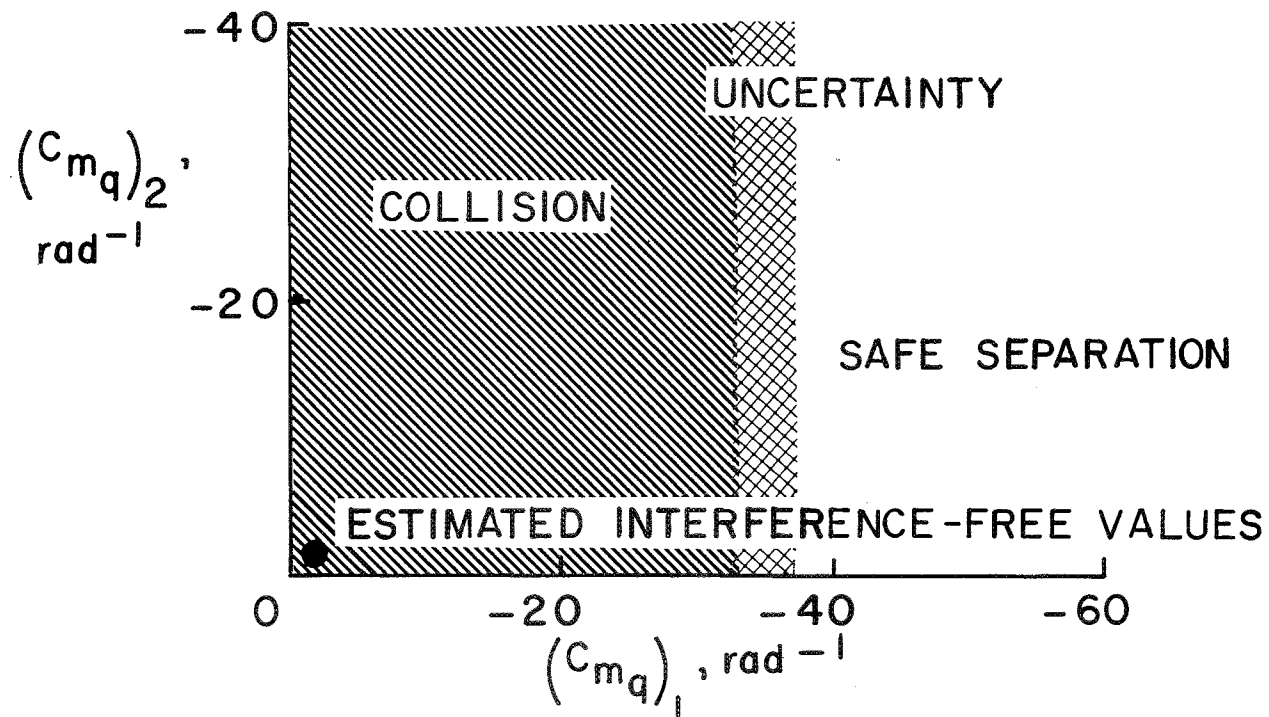 -40
UNCERTAINTY
(Cmq)2,
rad-1
COLLISION
-20
SAFE SEPARATION
ESTIMATED INTERFERENCE-FREE VALUES
0 -20 -40 -60
(Cmq)1, rad-1